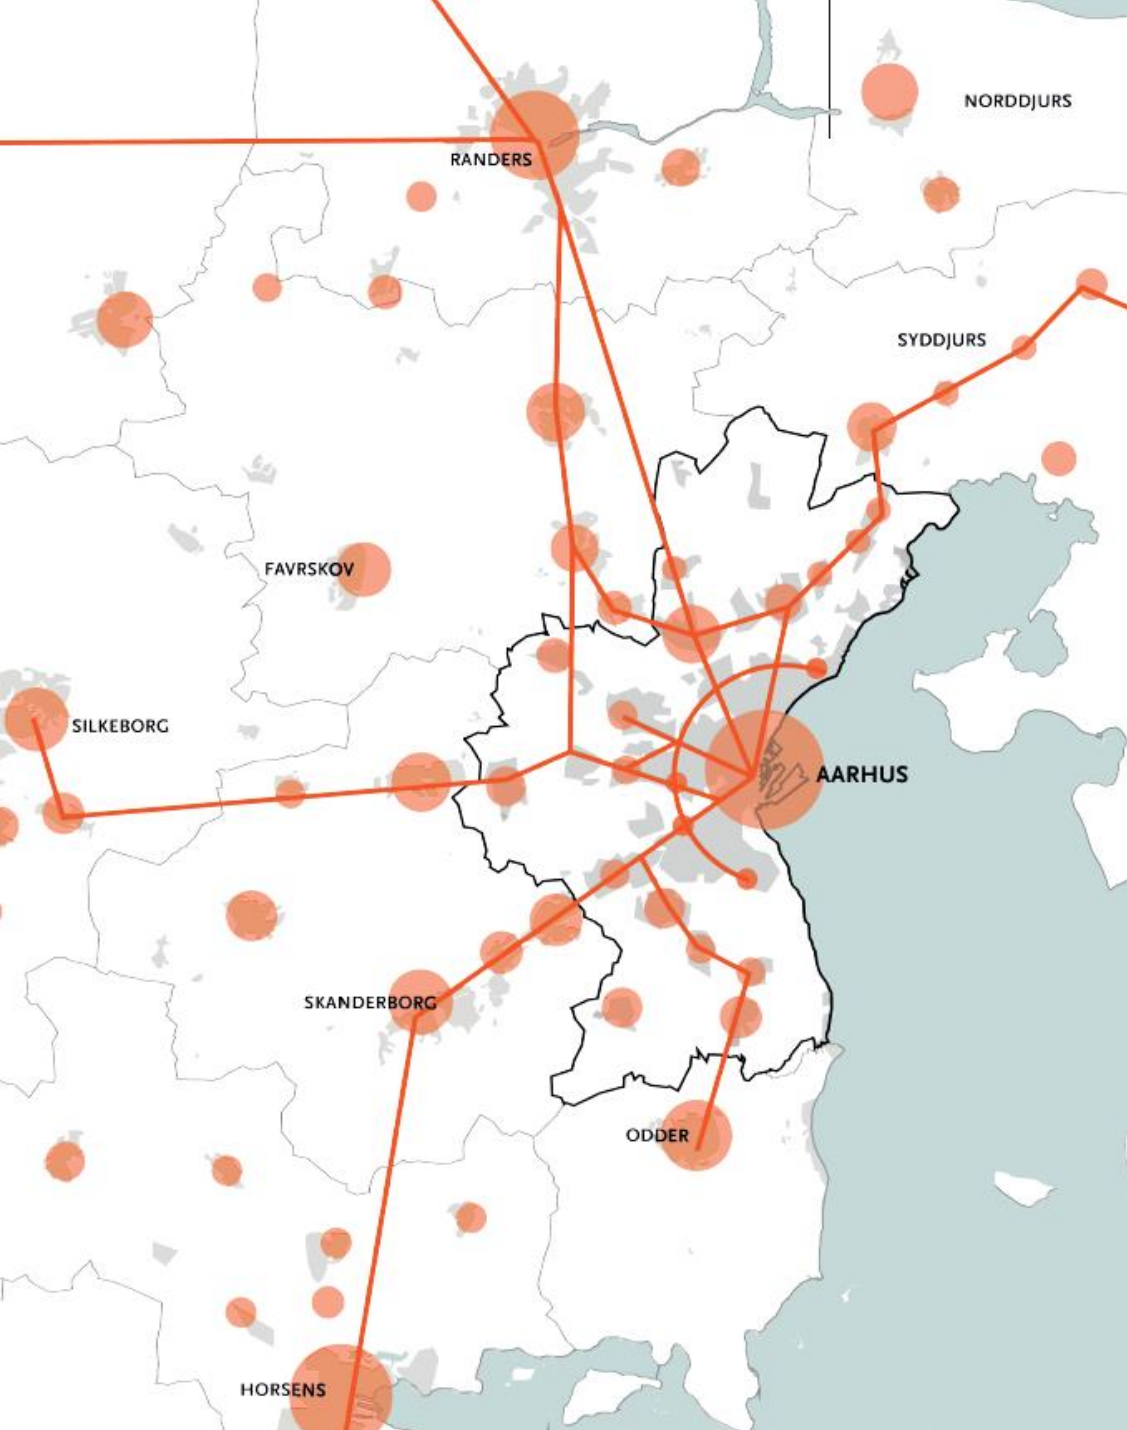 NORDDJURS
RANDERS
SYDDJURS
FAVRSKOV
SILKEBORG
AARHUS
SKANDERBORG
ODDER
HORSENS